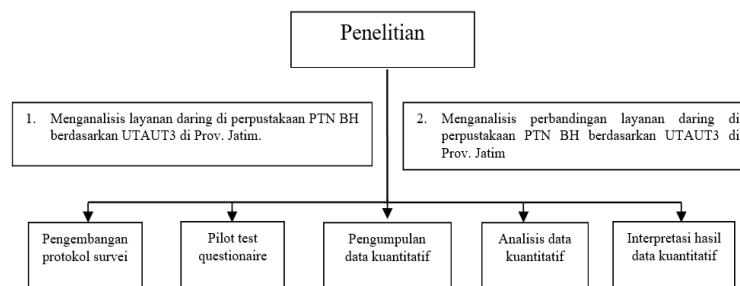 Penelitian
1. Menganalisis layanan daring di perpustakaan PTN BH
berdasarkan UTAUT3 di Prov. Jatim.
2. Menganalisis perbandingan layanan daring di
perpustakaan PTN BH berdasarkan UTAUT3 di
Prov. Jatim
Pengembangan
protokol survei
Pilot test
questionaire
Pengumpulan
data kuantitatif
Analisis data
kuantitatif
Interpretasi hasil
data kuantitatif